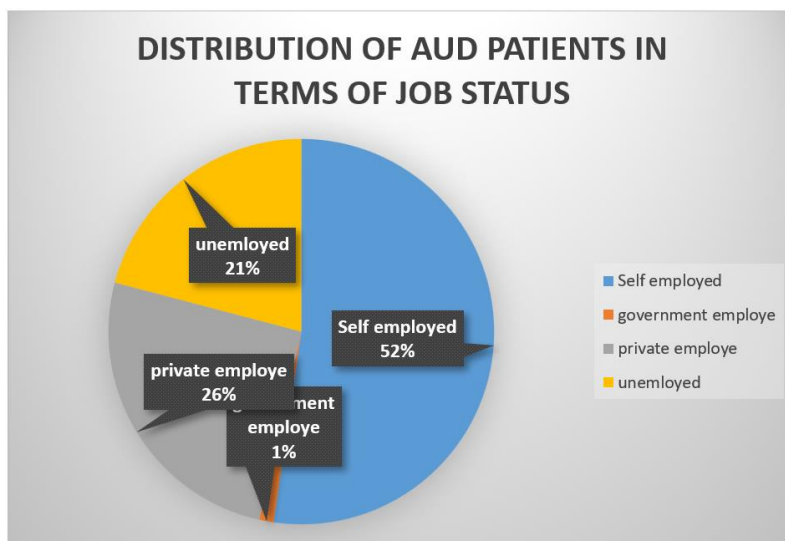 DISTRIBUTION OF AUD PATIENTS IN
TERMS OF JOB STATUS
unemloyed
21%
Self employed
52%
private employe
26%
government
employe
1%
Self employed
government employe
private employe
unemloyed